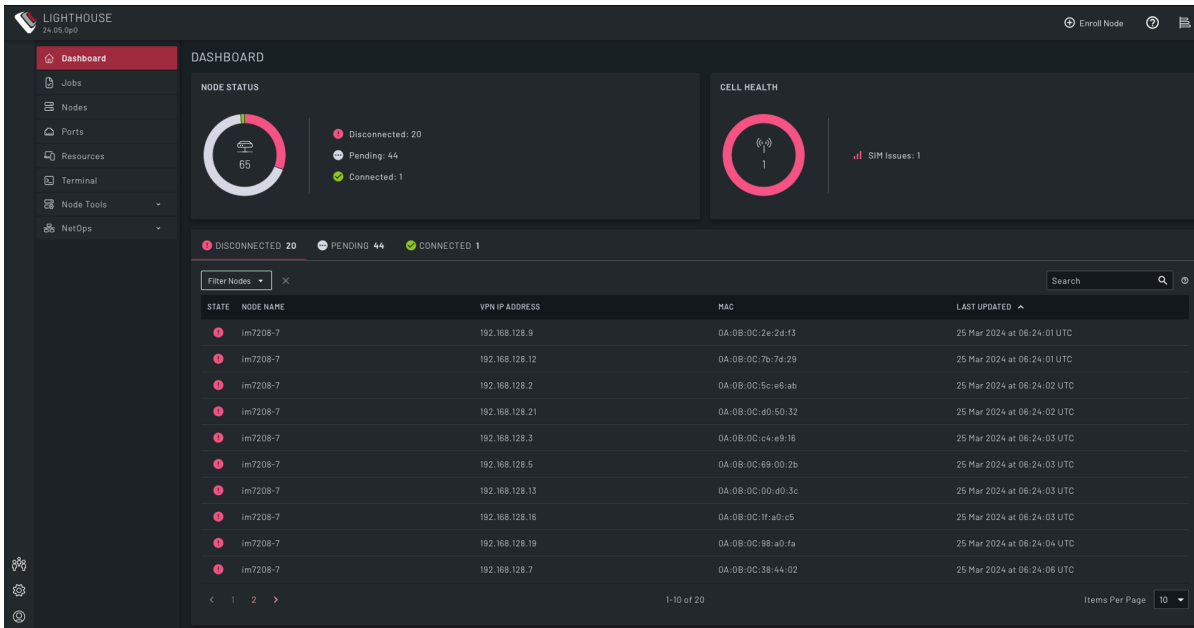 LIGHTHOUSE
24.05.0p0
Enroll Node
Dashboard
Jobs
Nodes
Ports
Resources
Terminal
Node Tools
NetOps
DASHBOARD
NODE STATUS
65
Disconnected: 20
Pending: 44
Connected: 1
CELL HEALTH
1
SIM Issues: 1
DISCONNECTED 20 PENDING 44 CONNECTED 1
Filter Nodes
Search
STATE NODE NAME VPN IP ADDRESS MAC LAST UPDATED
im7208-7 192.168.128.9 0A:0B:0C:2e:2d:f3 25 Mar 2024 at 06:24:01 UTC
im7208-7 192.168.128.12 0A:0B:0C:7b:7d:29 25 Mar 2024 at 06:24:01 UTC
im7208-7 192.168.128.2 0A:0B:0C:5c:e6:ab 25 Mar 2024 at 06:24:02 UTC
im7208-7 192.168.128.21 0A:0B:0C:d0:50:32 25 Mar 2024 at 06:24:02 UTC
im7208-7 192.168.128.3 0A:0B:0C:c4:e9:16 25 Mar 2024 at 06:24:03 UTC
im7208-7 192.168.128.5 0A:0B:0C:69:00:2b 25 Mar 2024 at 06:24:03 UTC
im7208-7 192.168.128.13 0A:0B:0C:00:d0:3c 25 Mar 2024 at 06:24:03 UTC
im7208-7 192.168.128.16 0A:0B:0C:1f:a0:c5 25 Mar 2024 at 06:24:03 UTC
im7208-7 192.168.128.19 0A:0B:0C:98:a0:fa 25 Mar 2024 at 06:24:04 UTC
im7208-7 192.168.128.7 0A:0B:0C:38:44:02 25 Mar 2024 at 06:24:06 UTC
1 2 1-10 of 20 Items Per Page 10